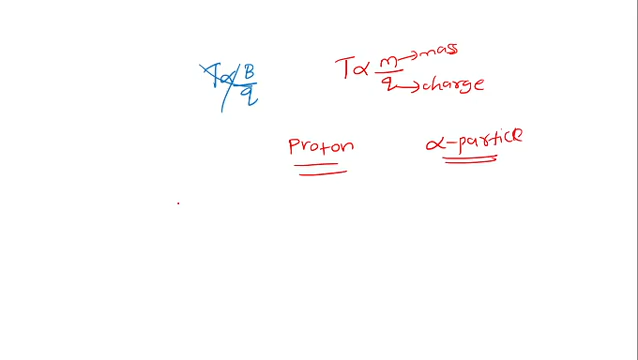 T∝ B/q
T∝ m/q
→ mass
→ charge
Proton
α-particle